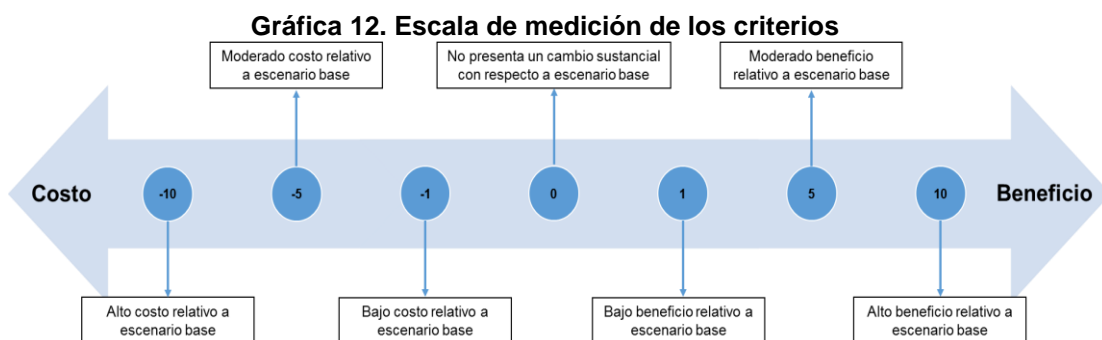 Gráfica 12. Escala de medición de los criterios
Moderado costo relativo
a escenario base
No presenta un cambio sustancial
con respecto a escenario base
Moderado beneficio
relativo a escenario base
Costo
-10
-5
-1
0
1
5
10
Beneficio
Alto costo relativo a
escenario base
Bajo costo relativo a
escenario base
Bajo beneficio relativo a
escenario base
Alto beneficio relativo a
escenario base